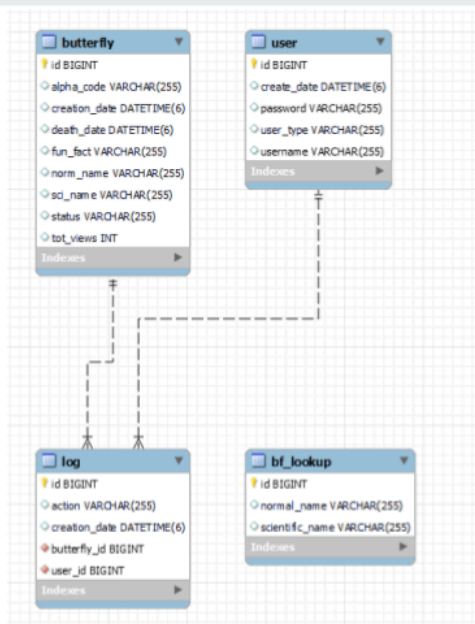 butterfly
id BIGINT
alpha_code VARCHAR(255)
creation_date DATETIME(6)
death_date DATETIME(6)
fun_fact VARCHAR(255)
norm_name VARCHAR(255)
sci_name VARCHAR(255)
status VARCHAR(255)
tot_views INT
Indexes
user
id BIGINT
create_date DATETIME(6)
password VARCHAR(255)
user_type VARCHAR(255)
username VARCHAR(255)
Indexes
log
id BIGINT
action VARCHAR(255)
creation_date DATETIME(6)
butterfly_id BIGINT
user_id BIGINT
Indexes
bf_lookup
id BIGINT
normal_name VARCHAR(255)
scientific_name VARCHAR(255)
Indexes